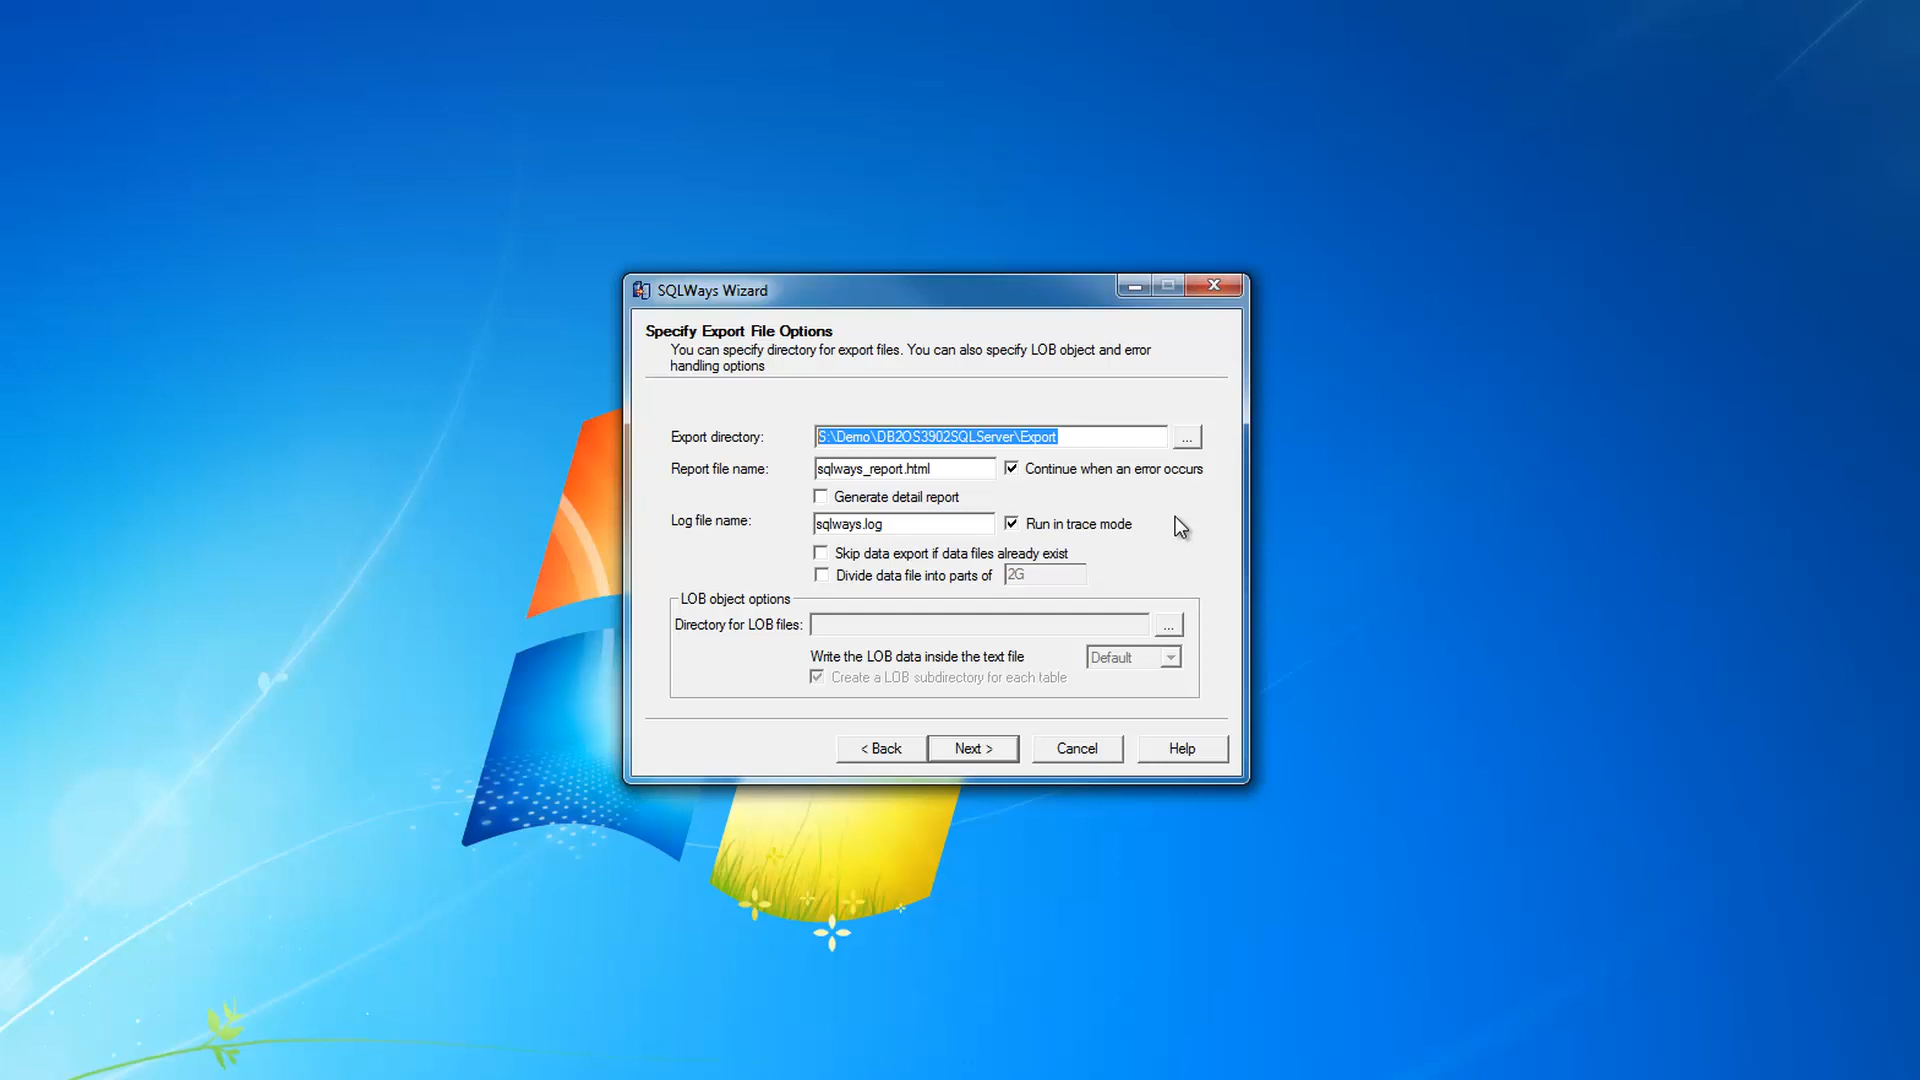 SQLWays Wizard
Specify Export File Options
You can specify directory for export files. You can also specify LOB object and error
handling options
Export directory: S:\Demo\DB2OS3902SQLServer\Export ...
Report file name: sqlways_report.html Continue when an error occurs
Generate detail report
Log file name: sqlways.log Run in trace mode
Skip data export if data files already exist
Divide data file into parts of 2G
LOB object options
Directory for LOB files: ...
Write the LOB data inside the text file Default
Create a LOB subdirectory for each table
< Back Next > Cancel Help